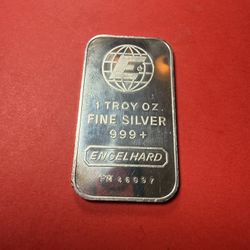 E
1 TROY OZ.
FINE SILVER
999+
ENGELHARD